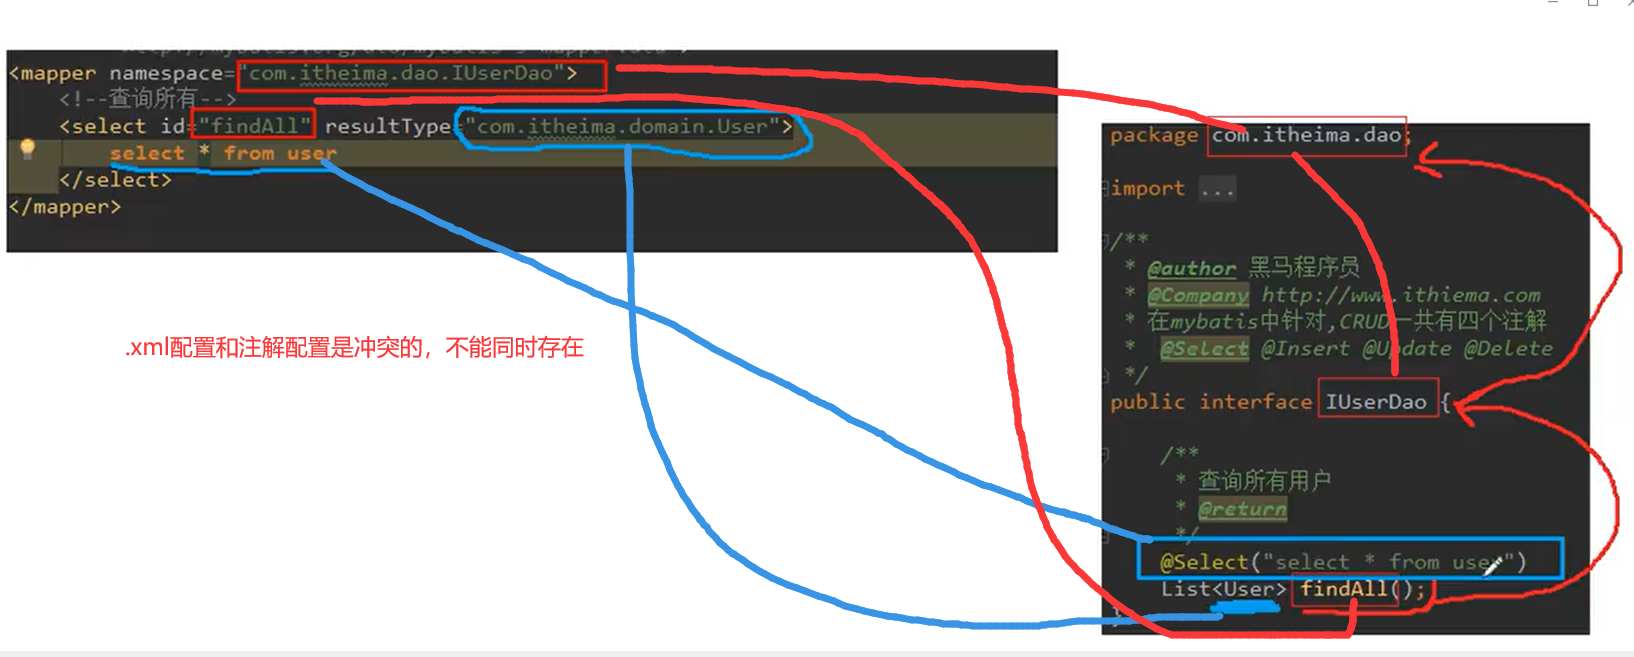 <mapper namespace="com.itheima.dao.IUserDao">
<!--查询所有-->
<select id="findAll" resultType="com.itheima.domain.User">
select * from user
</select>
</mapper>
.xml配置和注解配置是冲突的，不能同时存在
package com.itheima.dao;
import ...
/**
* @author 黑马程序员
* @Company http://www.ithiema.com
* 在mybatis中针对,CRUD一共有四个注解
* @Select @Insert @Update @Delete
*/
public interface IUserDao {
/**
* 查询所有用户
* @return
*/
@Select("select * from user")
List<User> findAll();
}